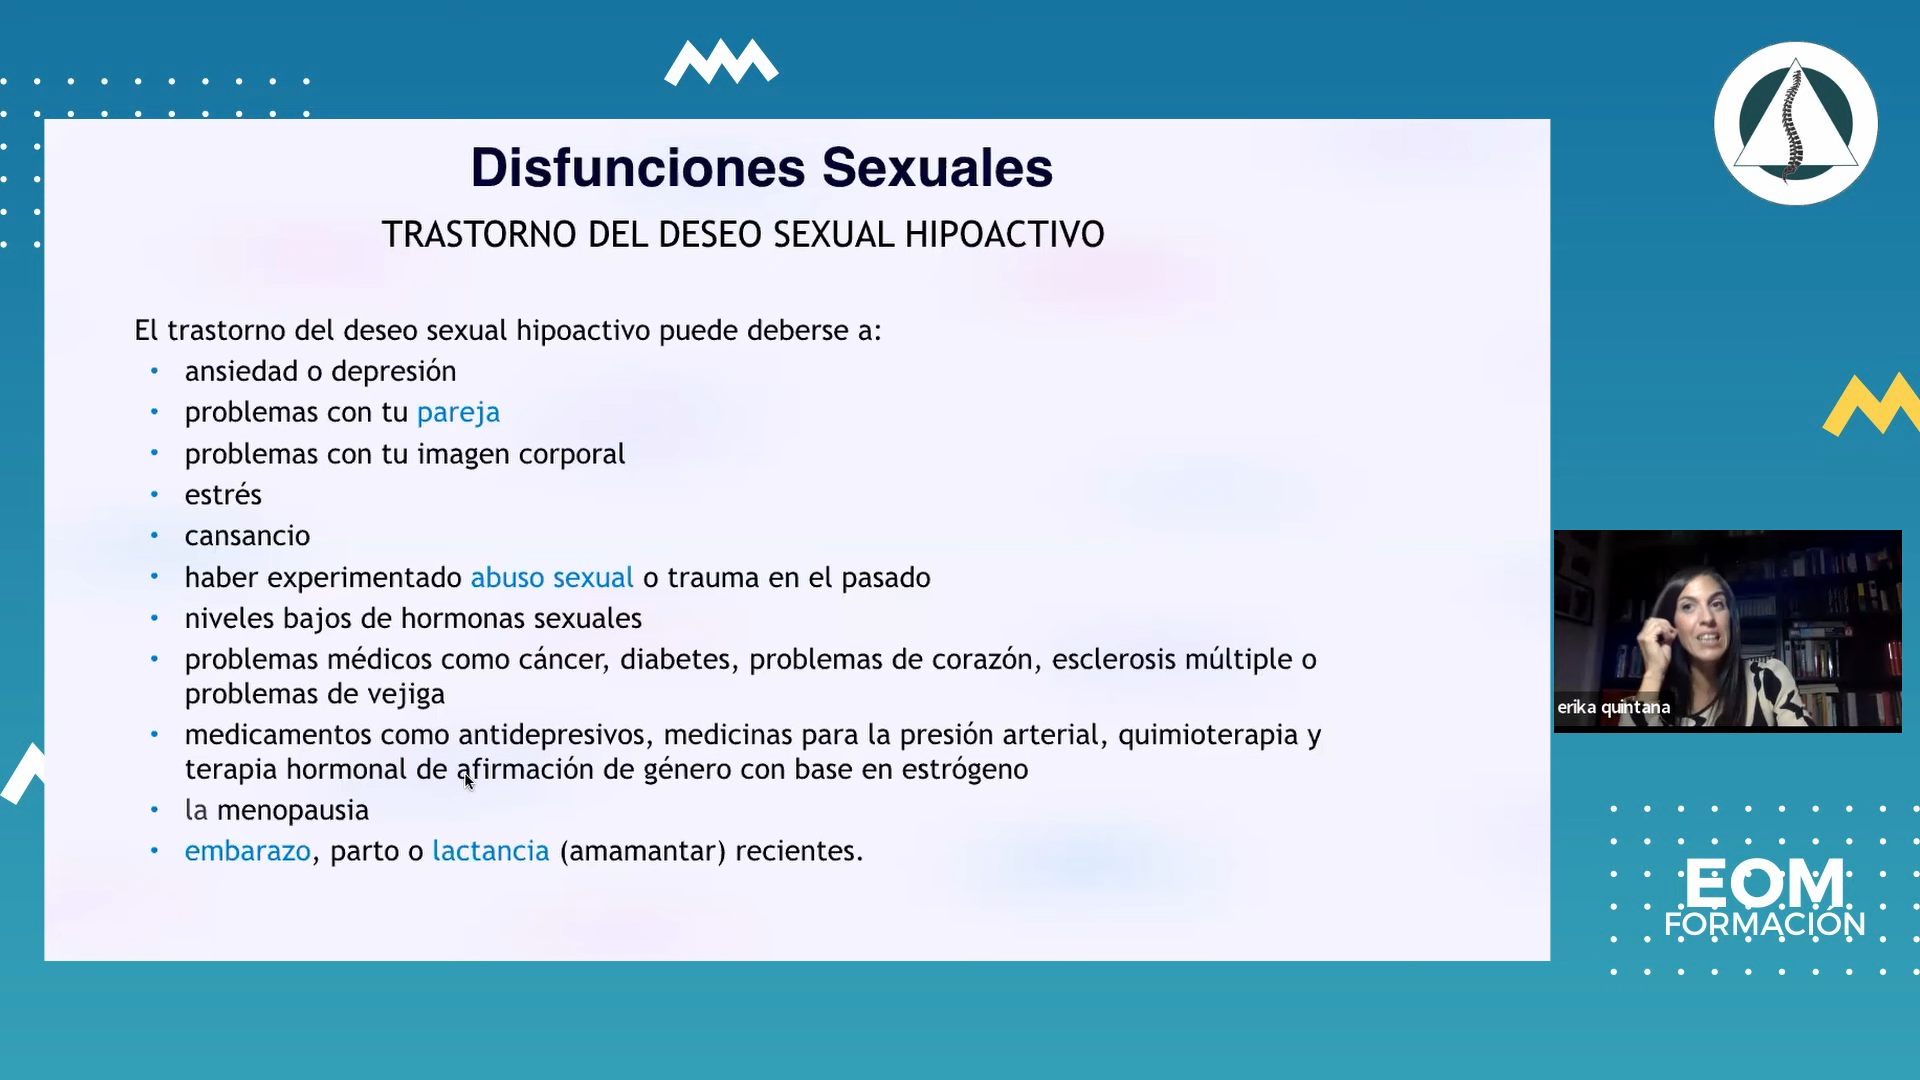 Disfunciones Sexuales
TRASTORNO DEL DESEO SEXUAL HIPOACTIVO
El trastorno del deseo sexual hipoactivo puede deberse a:
• ansiedad o depresión
• problemas con tu pareja
• problemas con tu imagen corporal
• estrés
• cansancio
• haber experimentado abuso sexual o trauma en el pasado
• niveles bajos de hormonas sexuales
• problemas médicos como cáncer, diabetes, problemas de corazón, esclerosis múltiple o
problemas de vejiga
• medicamentos como antidepresivos, medicinas para la presión arterial, quimioterapia y
terapia hormonal de afirmación de género con base en estrógeno
• la menopausia
• embarazo, parto o lactancia (amamantar) recientes.
erika quintana
EOM
FORMACIÓN